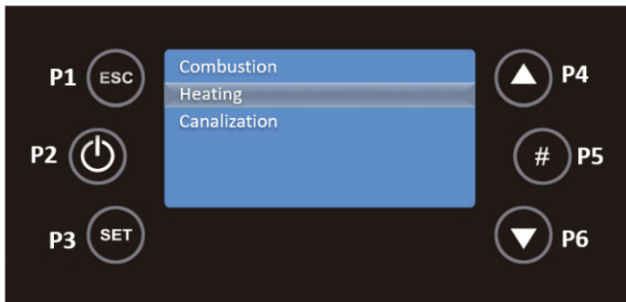 P1 ESC
P2
P3 SET
Combustion
Heating
Canalization
P4
# P5
P6